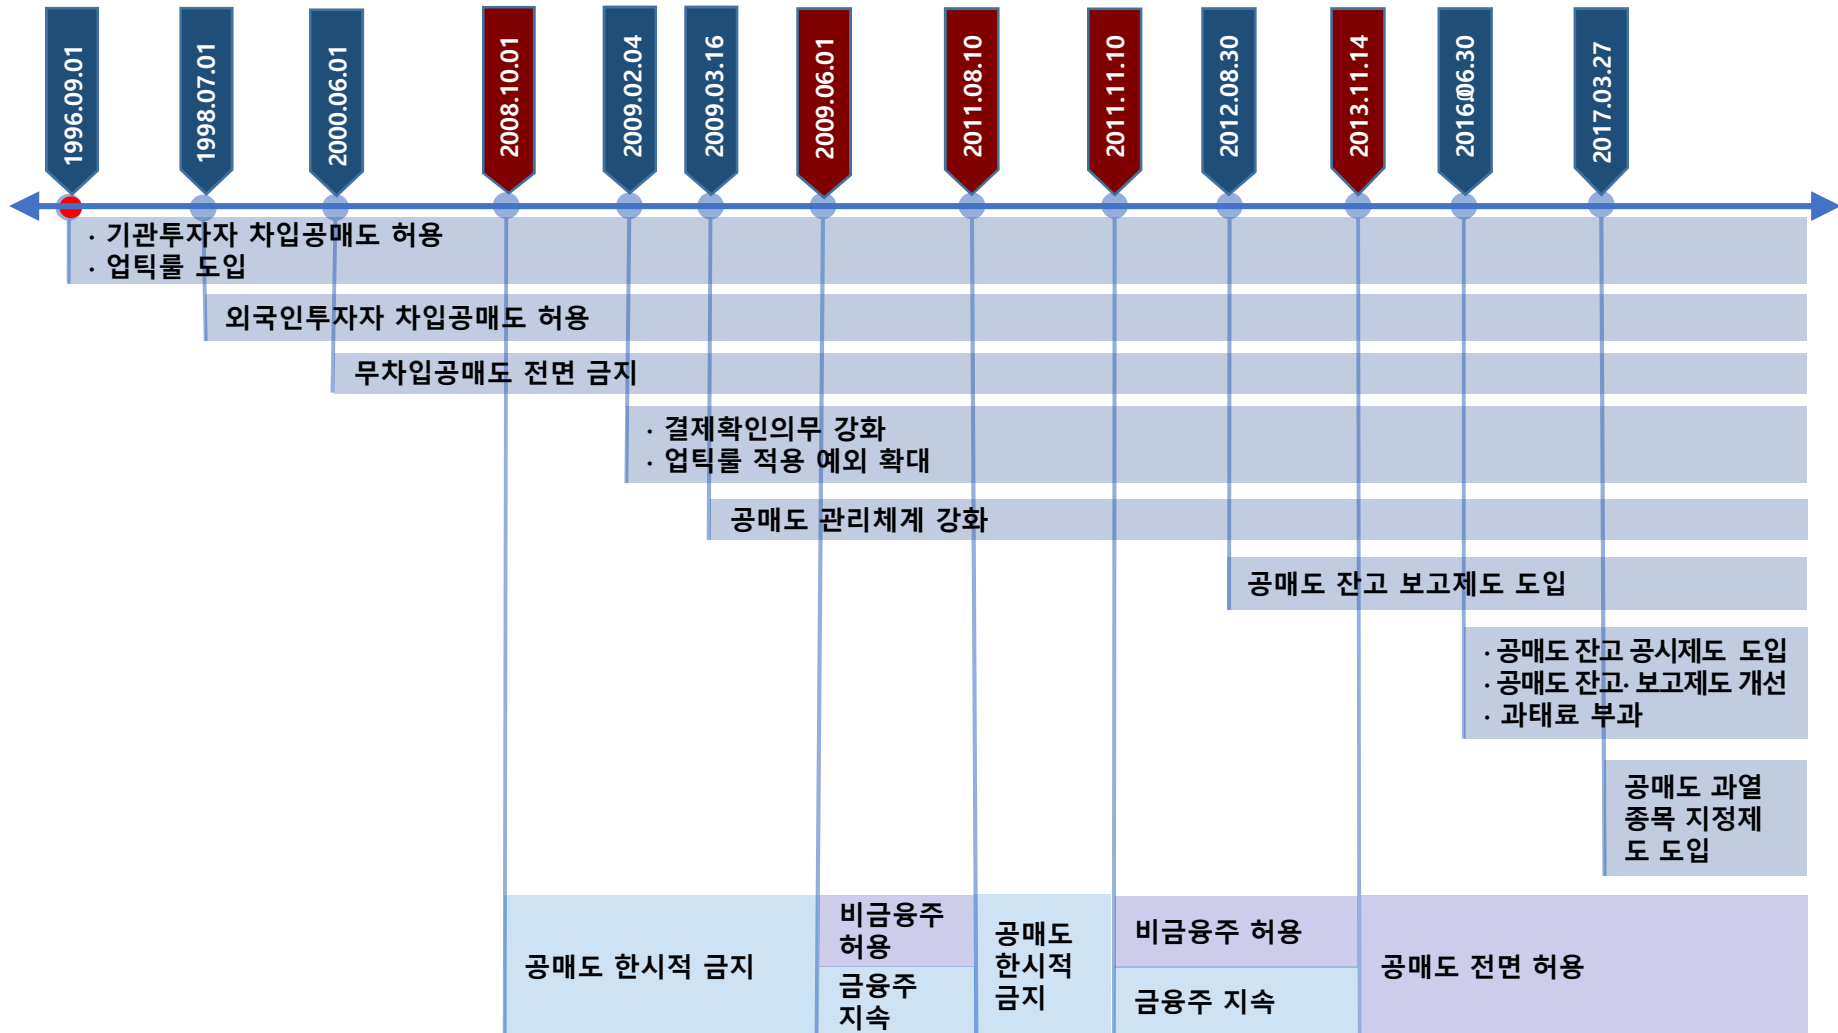 1996.09.01
1998.07.01
2000.06.01
2008.10.01
2009.02.04
2009.03.16
2009.06.01
2011.08.10
2011.11.10
2012.08.30
2013.11.14
2016.06.30
2017.03.27
· 기관투자자 차입공매도 허용
· 업틱룰 도입
외국인투자자 차입공매도 허용
무차입공매도 전면 금지
· 결제확인의무 강화
· 업틱룰 적용 예외 확대
공매도 관리체계 강화
공매도 잔고 보고제도 도입
· 공매도 잔고 공시제도 도입
· 공매도 잔고· 보고제도 개선
· 과태료 부과
공매도 과열
종목 지정제
도 도입
공매도 한시적 금지
비금융주
허용
금융주
지속
공매도
한시적
금지
비금융주 허용
금융주 지속
공매도 전면 허용